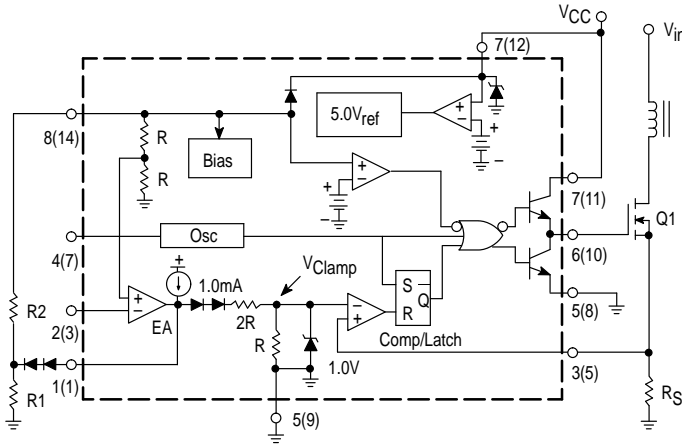 VCC
Vin
7(12)
8(14)
R
R
Bias
5.0Vref
+
–
+
–
+
–
+
–
7(11)
Q1
4(7)
Osc
6(10)
+
1.0mA
VClamp
S
Q
R
5(8)
R2
2(3)
+
–
EA
2R
–
+
Comp/Latch
R
1.0V
1(1)
3(5)
R1
5(9)
RS